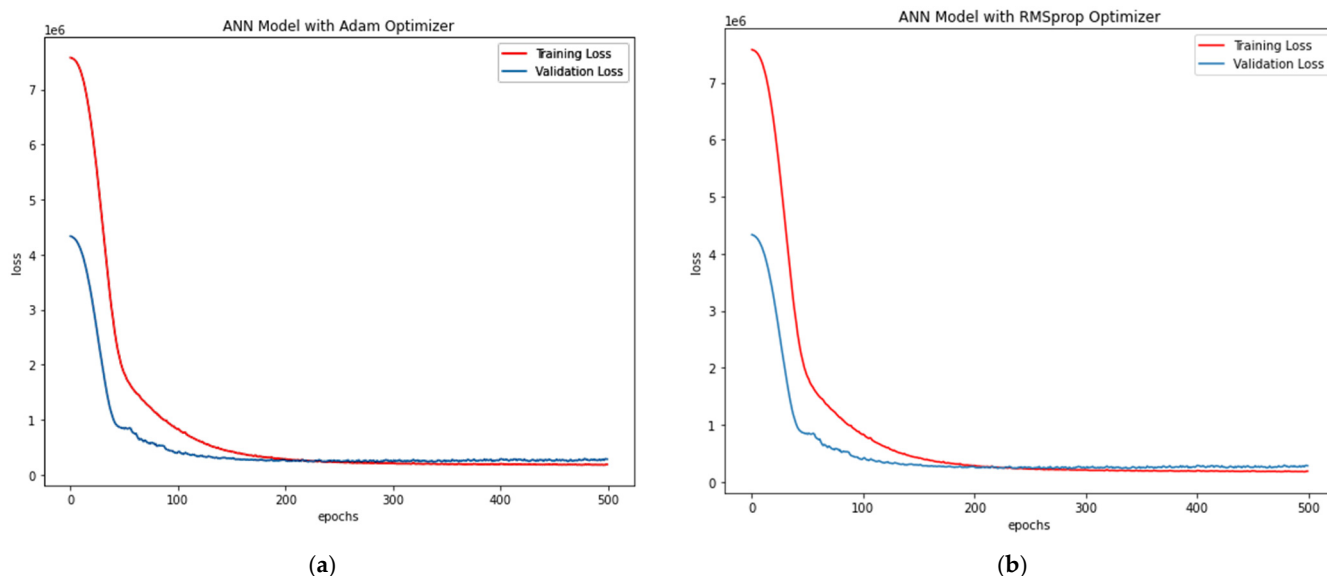 ANN Model with Adam Optimizer
1e6
Training Loss
Validation Loss
7
6
5
4
3
2
1
0
loss
0 100 200 300 400 500
epochs
(a)
ANN Model with RMSprop Optimizer
1e6
Training Loss
Validation Loss
7
6
5
4
3
2
1
0
loss
0 100 200 300 400 500
epochs
(b)